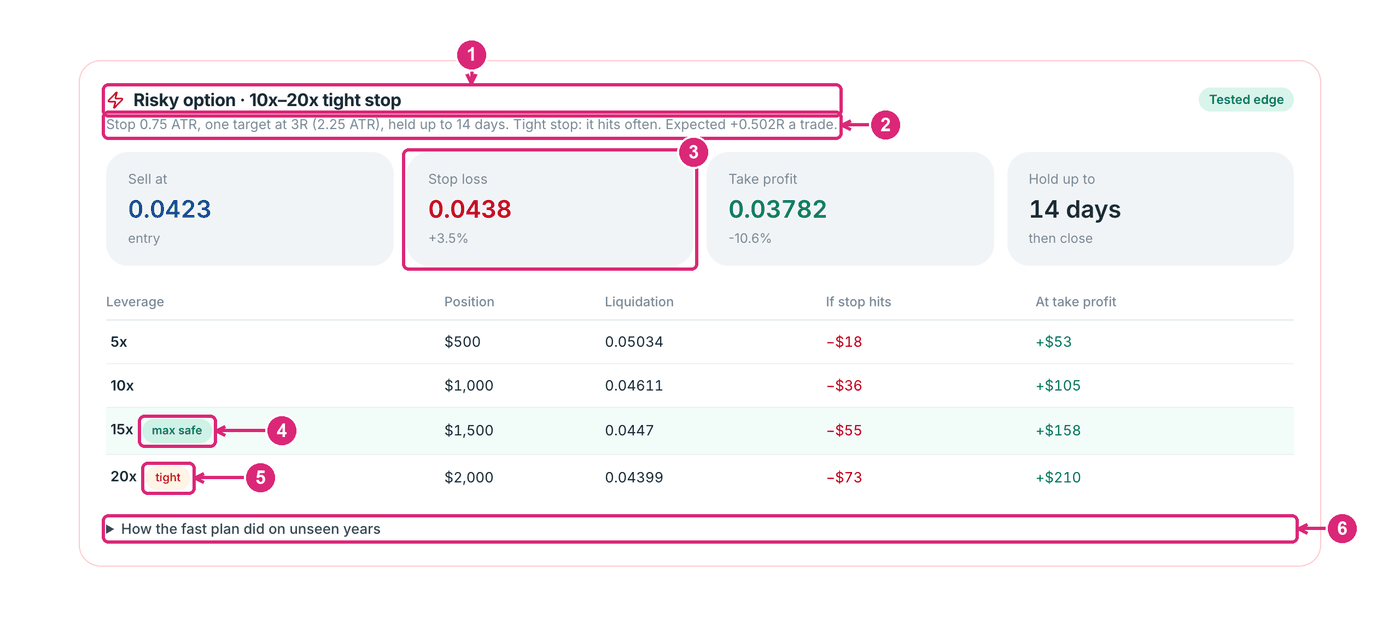 1
Risky option · 10x–20x tight stop
Tested edge
Stop 0.75 ATR, one target at 3R (2.25 ATR), held up to 14 days. Tight stop: it hits often. Expected +0.502R a trade.
2
3
Sell at
0.0423
entry
Stop loss
0.0438
+3.5%
Take profit
0.03782
-10.6%
Hold up to
14 days
then close
Leverage Position Liquidation If stop hits At take profit
5x $500 0.05034 −$18 +$53
10x $1,000 0.04611 −$36 +$105
15x max safe 4 $1,500 0.0447 −$55 +$158
20x tight 5 $2,000 0.04399 −$73 +$210
▶ How the fast plan did on unseen years
6